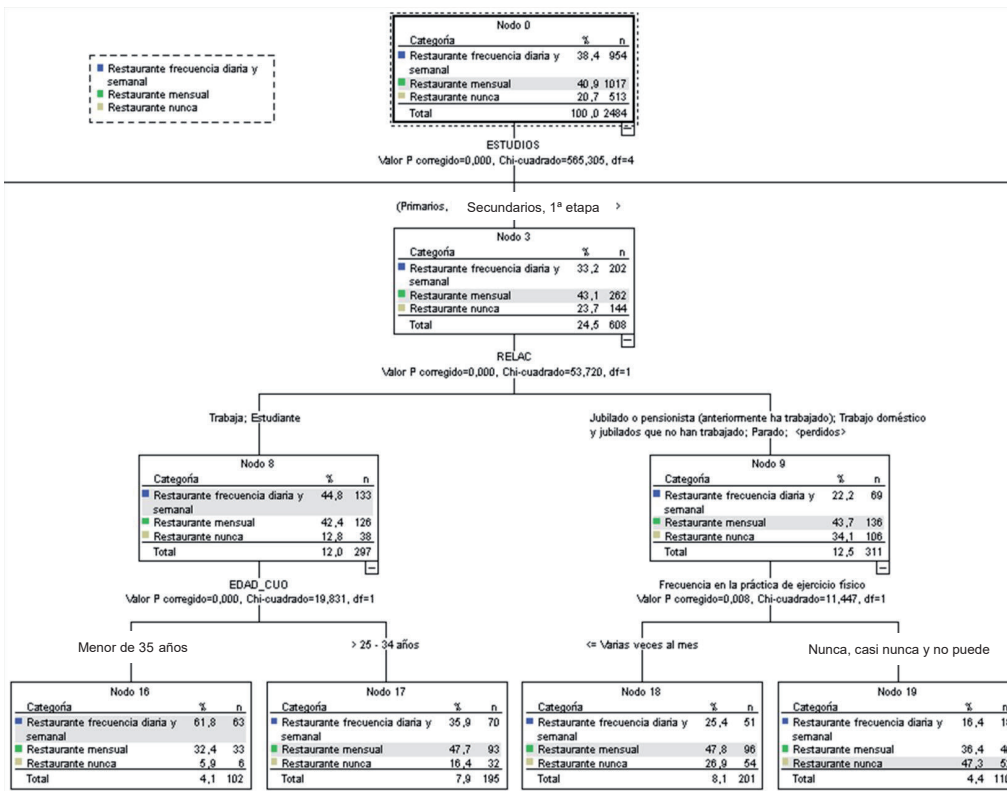 Nodo 0
Categoría % n
Restaurante frecuencia diaria y 38,4 954
semanal
Restaurante mensual 40,9 1017
Restaurante nunca 20,7 513
Total 100,0 2484
Restaurante frecuencia diaria y
semanal
Restaurante mensual
Restaurante nunca
ESTUDIOS
Valor P corregido=0,000, Chi-cuadrado=565,305, df=4
(Primarios, Secundarios, 1ª etapa >
Nodo 3
Categoría % n
Restaurante frecuencia diaria y 33,2 202
semanal
Restaurante mensual 43,1 262
Restaurante nunca 23,7 144
Total 24,5 608
RELAC
Valor P corregido=0,000, Chi-cuadrado=53,720, df=1
Trabaja; Estudiante
Jubilado o pensionista (anteriormente ha trabajado); Trabajo doméstico
y jubilados que no han trabajado; Parado; <perdidos>
Nodo 8
Categoría % n
Restaurante frecuencia diaria y 44,8 133
semanal
Restaurante mensual 42,4 126
Restaurante nunca 12,8 38
Total 12,0 297
Nodo 9
Categoría % n
Restaurante frecuencia diaria y 22,2 69
semanal
Restaurante mensual 43,7 136
Restaurante nunca 34,1 106
Total 12,5 311
EDAD_CUO
Valor P corregido=0,000, Chi-cuadrado=19,831, df=1
Frecuencia en la práctica de ejercicio físico
Valor P corregido=0,008, Chi-cuadrado=11,447, df=1
Menor de 35 años
> 25 - 34 años
<= Varias veces al mes
Nunca, casi nunca y no puede
Nodo 16
Categoría % n
Restaurante frecuencia diaria y 61,8 63
semanal
Restaurante mensual 32,4 33
Restaurante nunca 5,9 6
Total 4,1 102
Nodo 17
Categoría % n
Restaurante frecuencia diaria y 35,9 70
semanal
Restaurante mensual 47,7 93
Restaurante nunca 16,4 32
Total 7,9 195
Nodo 18
Categoría % n
Restaurante frecuencia diaria y 25,4 51
semanal
Restaurante mensual 47,8 96
Restaurante nunca 26,9 54
Total 8,1 201
Nodo 19
Categoría % n
Restaurante frecuencia diaria y 16,4
semanal
Restaurante mensual 36,4
Restaurante nunca 47,3
Total 4,4